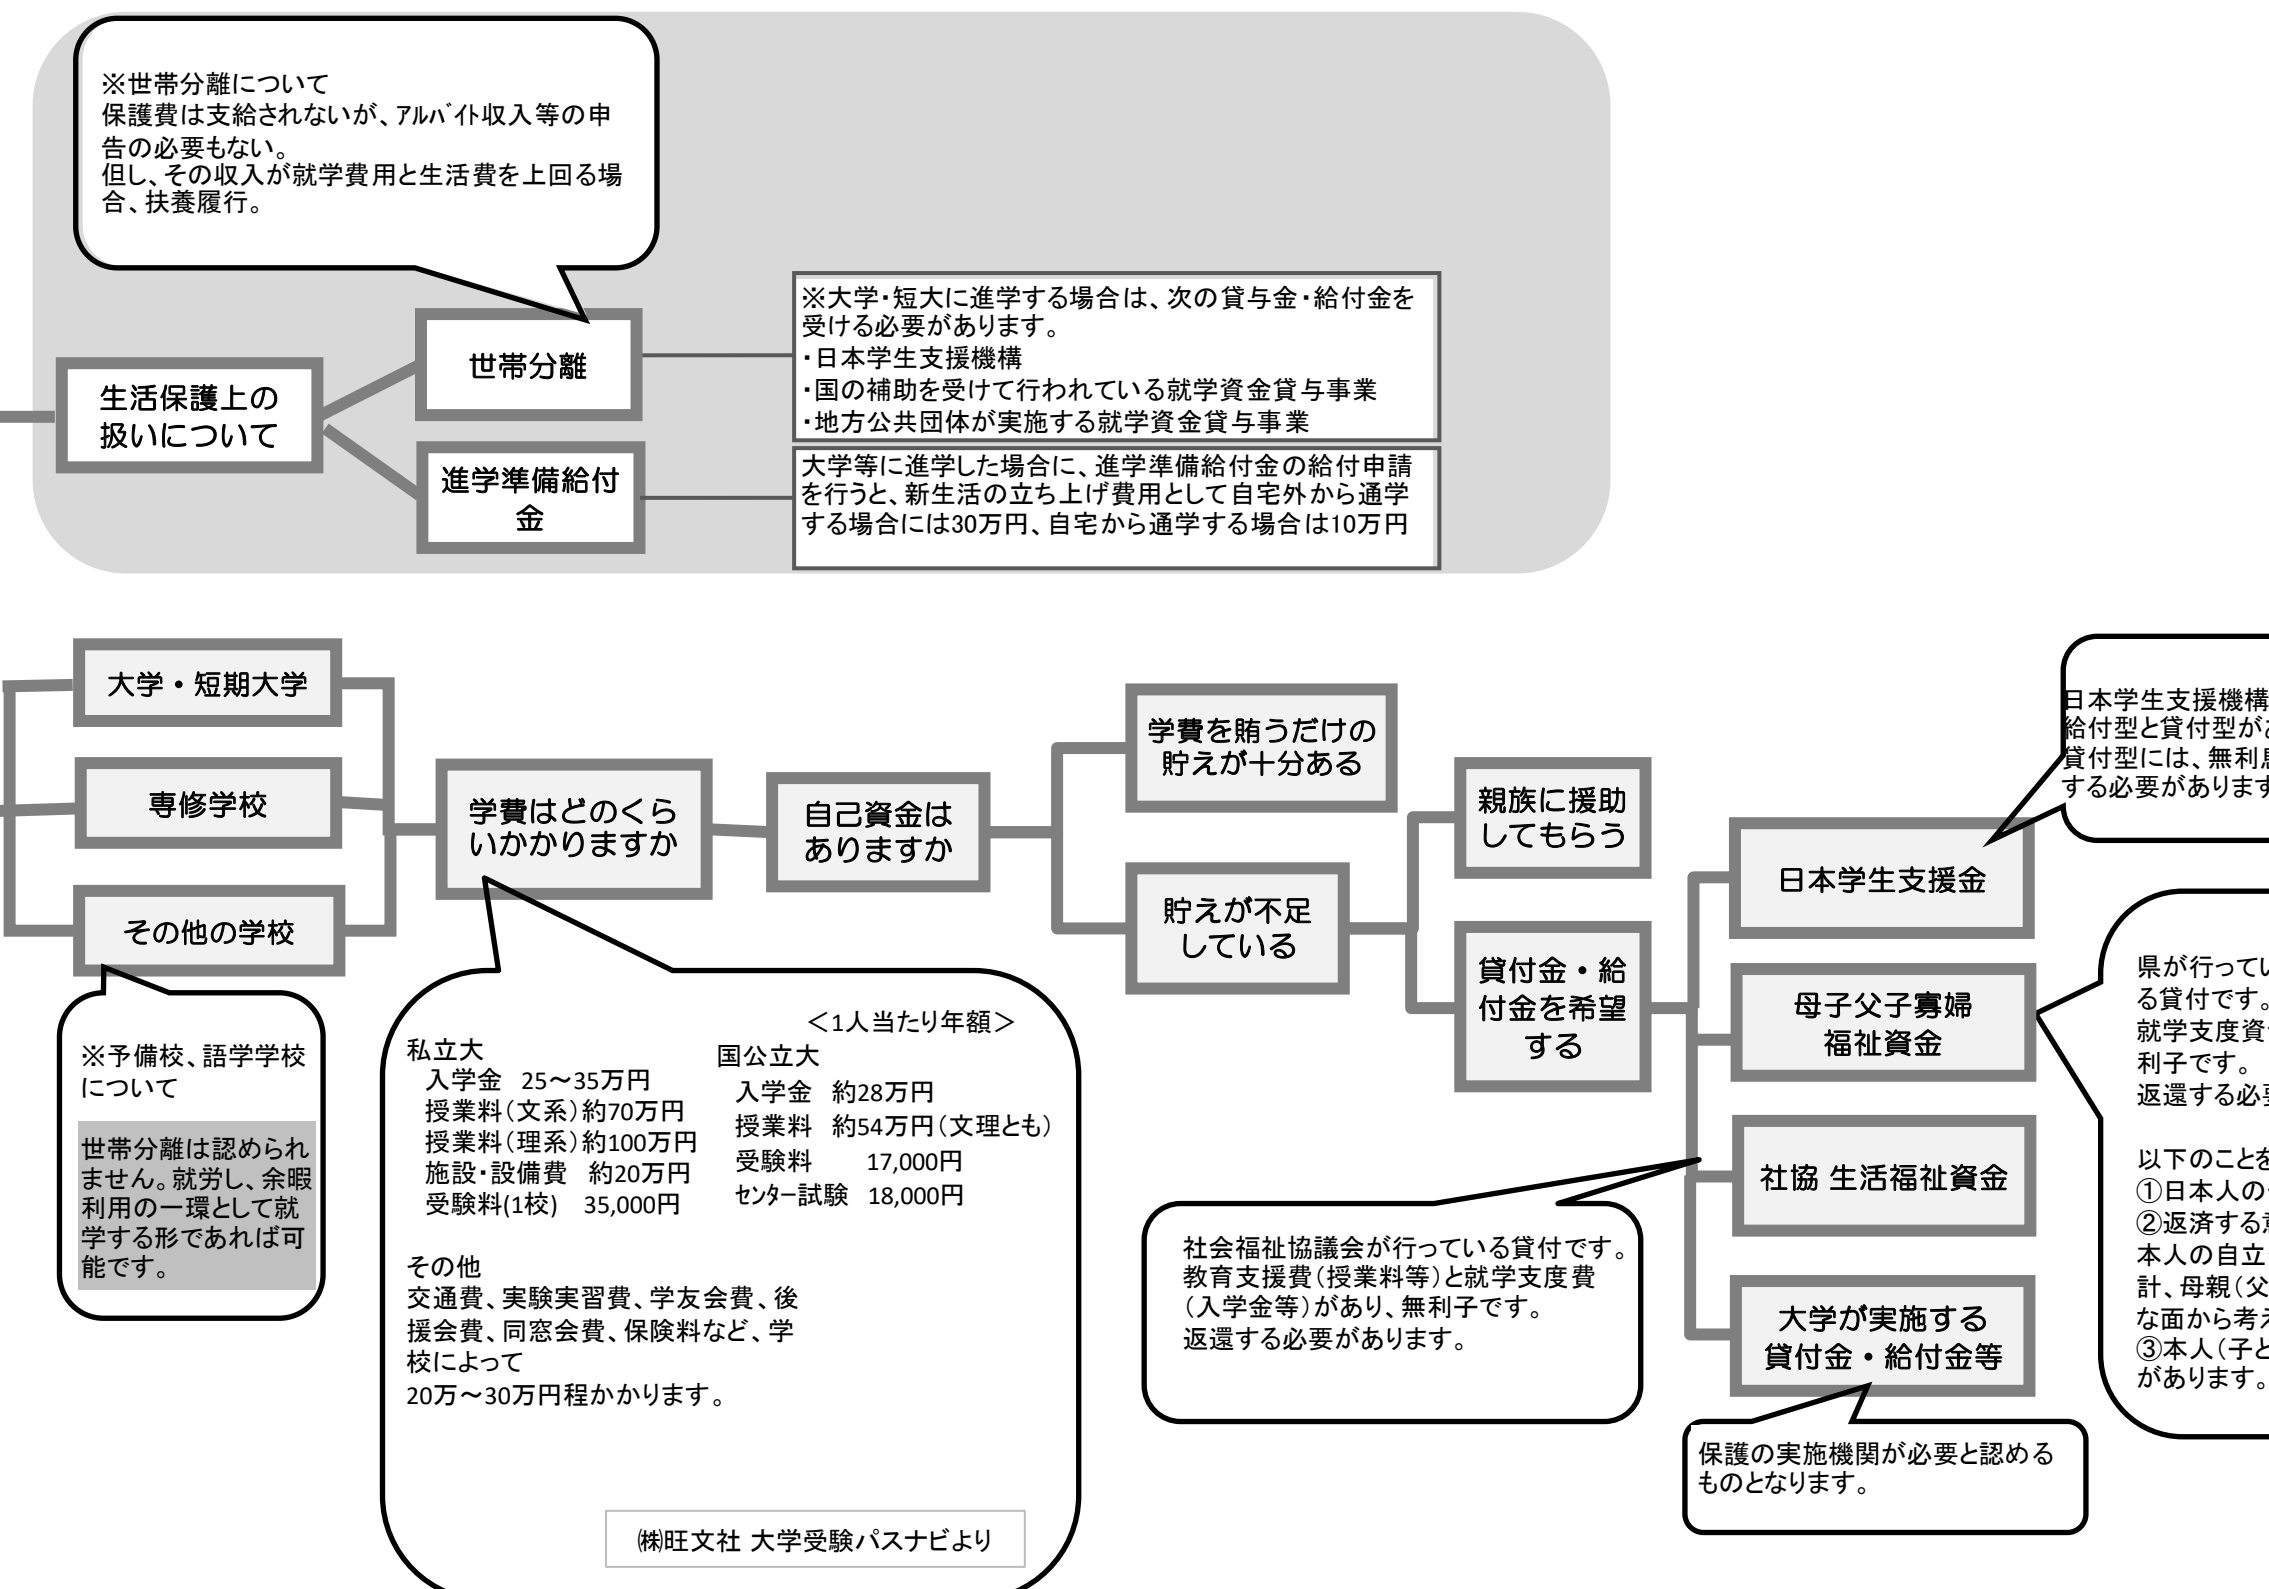 ※世帯分離について
保護費は支給されないが、ｱﾙﾊﾞｲﾄ収入等の申
告の必要もない。
但し、その収入が就学費用と生活費を上回る場
合、扶養履行。
世帯分離
※大学・短大に進学する場合は、次の貸与金・給付金を
受ける必要があります。
・日本学生支援機構
・国の補助を受けて行われている就学資金貸与事業
・地方公共団体が実施する就学資金貸与事業
生活保護上の
扱いについて
進学準備給付
金
大学等に進学した場合に、進学準備給付金の給付申請
を行うと、新生活の立ち上げ費用として自宅外から通学
する場合には30万円、自宅から通学する場合は10万円
大学・短期大学
専修学校
その他の学校
※予備校、語学学校
について
世帯分離は認められ
ません。就労し、余暇
利用の一環として就
学する形であれば可
能です。
学費はどのくら
いかかりますか
＜1人当たり年額＞
私立大
入学金 25～35万円
授業料（文系）約70万円
授業料（理系）約100万円
施設・設備費 約20万円
受験料(1校) 35,000円
国公立大
入学金 約28万円
授業料 約54万円（文理とも）
受験料 17,000円
ｾﾝﾀｰ試験 18,000円
その他
交通費、実験実習費、学友会費、後
援会費、同窓会費、保険料など、学
校によって
20万～30万円程かかります。
㈱旺文社 大学受験パスナビより
自己資金は
ありますか
学費を賄うだけの
貯えが十分ある
貯えが不足
している
親族に援助
してもらう
貸付金・給
付金を希望
する
日本学生支援金
日本学生支援機構
給付型と貸付型が
貸付型には、無利
する必要があります
母子父子寡婦
福祉資金
県が行ってい
る貸付です。
就学支度資
利子です。
返還する必
以下のことを
①日本人の
②返済する
本人の自立
計、母親（父
な面から考
③本人（子と
があります。
社協 生活福祉資金
社会福祉協議会が行っている貸付です。
教育支援費（授業料等）と就学支度費
（入学金等）があり、無利子です。
返還する必要があります。
大学が実施する
貸付金・給付金等
保護の実施機関が必要と認める
ものとなります。